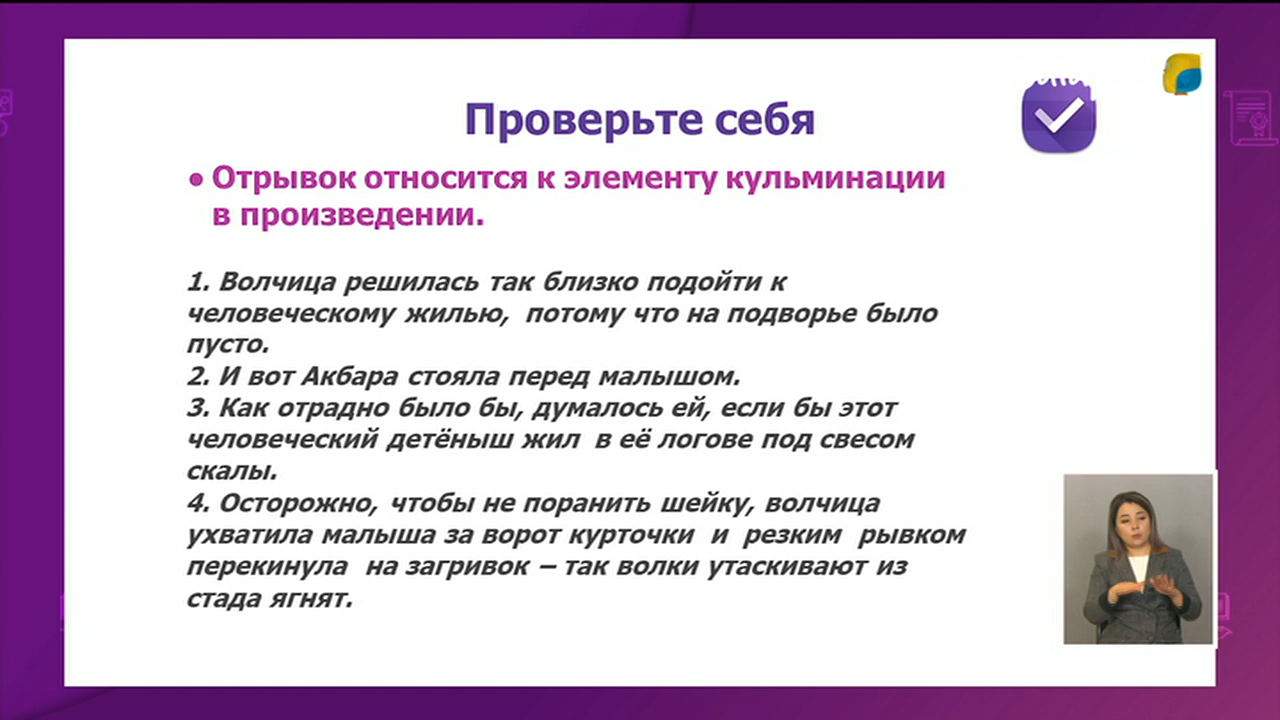 Проверьте себя
• Отрывок относится к элементу кульминации
в произведении.
1. Волчица решилась так близко подойти к
человеческому жилью, потому что на подворье было
пусто.
2. И вот Акбара стояла перед малышом.
3. Как отрадно было бы, думалось ей, если бы этот
человеческий детёныш жил в её логове под свесом
скалы.
4. Осторожно, чтобы не поранить шейку, волчица
ухватила малыша за ворот курточки и резким рывком
перекинула на загривок – так волки утаскивают из
стада ягнят.